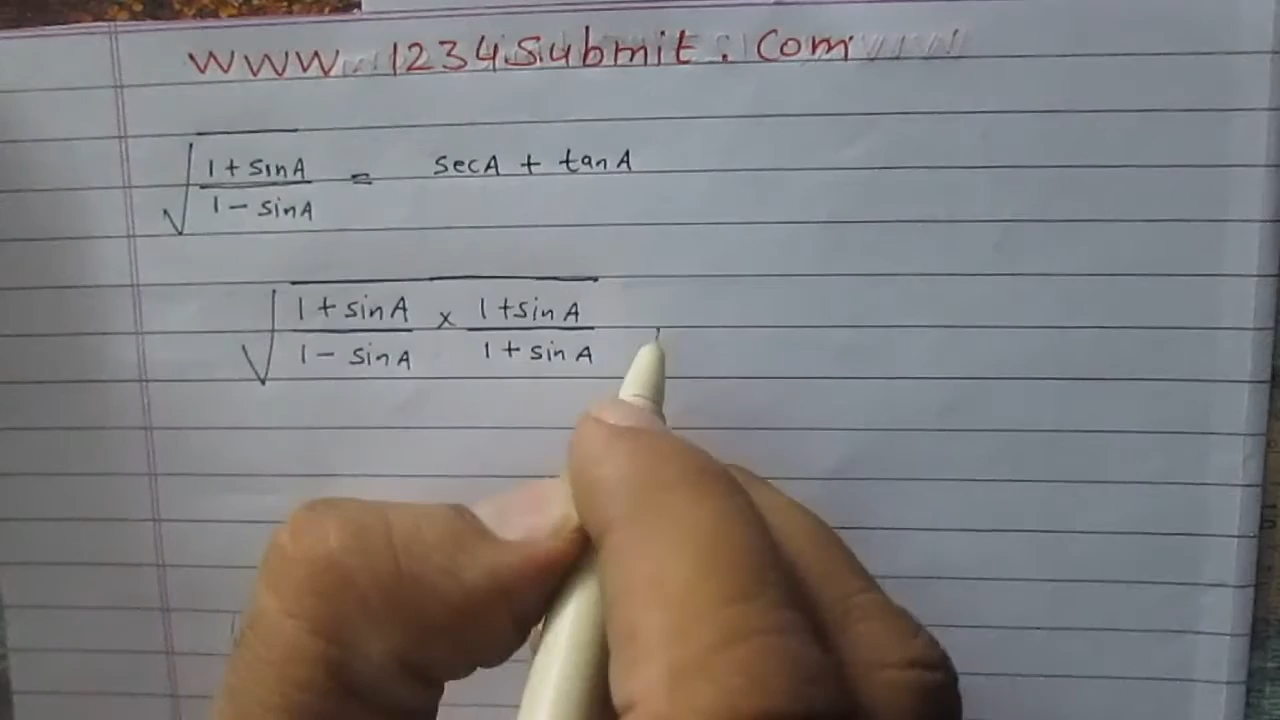 www.1234submit.com
√((1 + sinA)/(1 - sinA)) = secA + tanA
√((1 + sinA)/(1 - sinA) × (1 + sinA)/(1 + sinA))